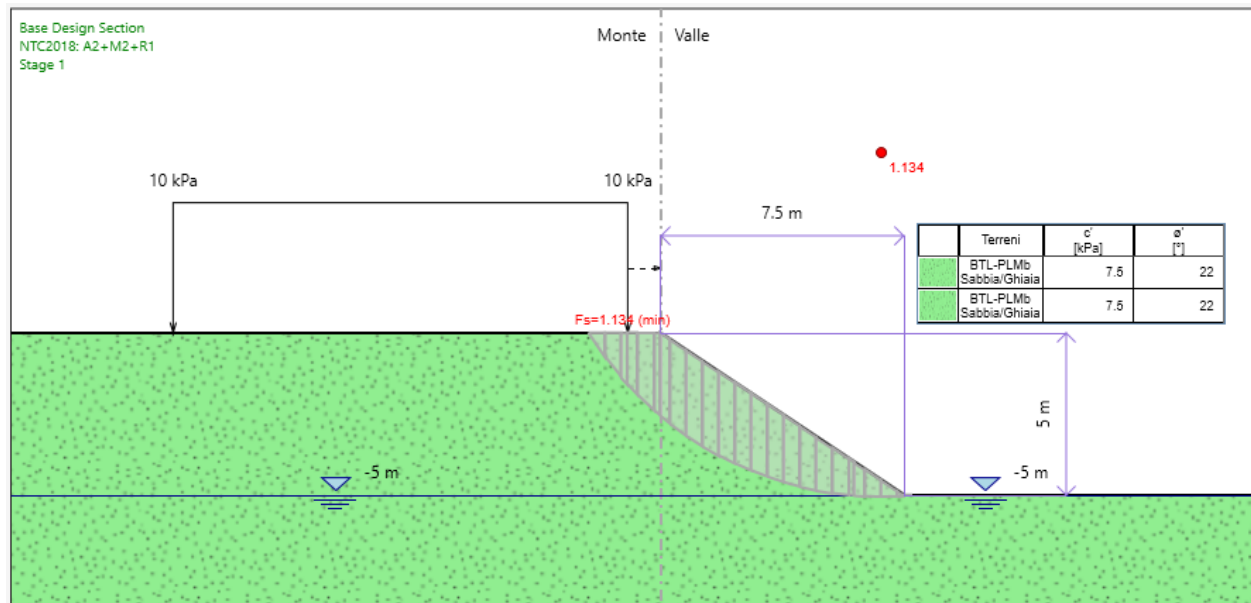 Base Design Section
NTC2018: A2+M2+R1
Stage 1
Monte
Valle
1.134
10 kPa
10 kPa
7.5 m
Terreni c' ø'
[kPa] [°]
BTL-PLMb
Sabbia/Ghiaia 7.5 22
BTL-PLMb
Sabbia/Ghiaia 7.5 22
Fs=1.134 (min)
5 m
-5 m
-5 m